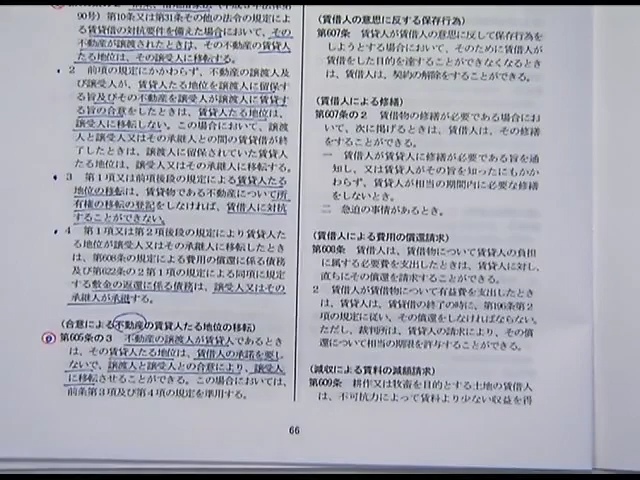 90号）第10条又は第31条その他の法令の規定によ
る賃貸借の対抗要件を備えた場合において、その
不動産が譲渡されたときは、その不動産の賃貸人
たる地位は、その譲受人に移転する。
2 前項の規定にかかわらず、不動産の譲渡人及
び譲受人が、賃貸人たる地位を譲渡人に留保す
る旨及びその不動産を譲受人が譲渡人に賃貸す
る旨の合意をしたときは、賃貸人たる地位は、
譲受人に移転しない。この場合において、譲渡
人と譲受人又はその承継人との間の賃貸借が終
了したときは、譲渡人に留保されていた賃貸人
たる地位は、譲受人又はその承継人に移転する。
3 第1項又は前項後段の規定による賃貸人たる
地位の移転は、賃貸物である不動産について所
有権の移転の登記をしなければ、賃借人に対抗
することができない。
4 第1項又は第2項後段の規定により賃貸人た
る地位が譲受人又はその承継人に移転したとき
は、第608条の規定による費用の償還に係る債務
及び第622条の2第1項の規定による同項に規定
する敷金の返還に係る債務は、譲受人又はその
承継人が承継する。
（合意による不動産の賃貸人たる地位の移転）
第605条の3 不動産の譲渡人が賃貸人であるとき
は、その賃貸人たる地位は、賃借人の承諾を要し
ないで、譲渡人と譲受人との合意により、譲受人
に移転させることができる。この場合においては、
前条第3項及び第4項の規定を準用する。
（賃借人の意思に反する保存行為）
第607条 賃貸人が賃借人の意思に反して保存行為を
しようとする場合において、そのために賃借人が
賃借をした目的を達することができなくなるとき
は、賃借人は、契約の解除をすることができる。
（賃借人による修繕）
第607条の2 賃借物の修繕が必要である場合にお
いて、次に掲げるときは、賃借人は、その修繕
をすることができる。
一 賃借人が賃貸人に修繕が必要である旨を通
知し、又は賃貸人がその旨を知ったにもかか
わらず、賃貸人が相当の期間内に必要な修繕
をしないとき。
二 急迫の事情があるとき。
（賃借人による費用の償還請求）
第608条 賃借人は、賃借物について賃貸人の負担
に属する必要費を支出したときは、賃貸人に対し、
直ちにその償還を請求することができる。
2 賃借人が賃借物について有益費を支出したとき
は、賃貸人は、賃貸借の終了の時に、第196条第2
項の規定に従い、その償還をしなければならない。
ただし、裁判所は、賃貸人の請求により、その償
還について相当の期限を許与することができる。
（減収による賃料の減額請求）
第609条 耕作又は牧畜を目的とする土地の賃借人
は、不可抗力によって賃料より少ない収益を得
66